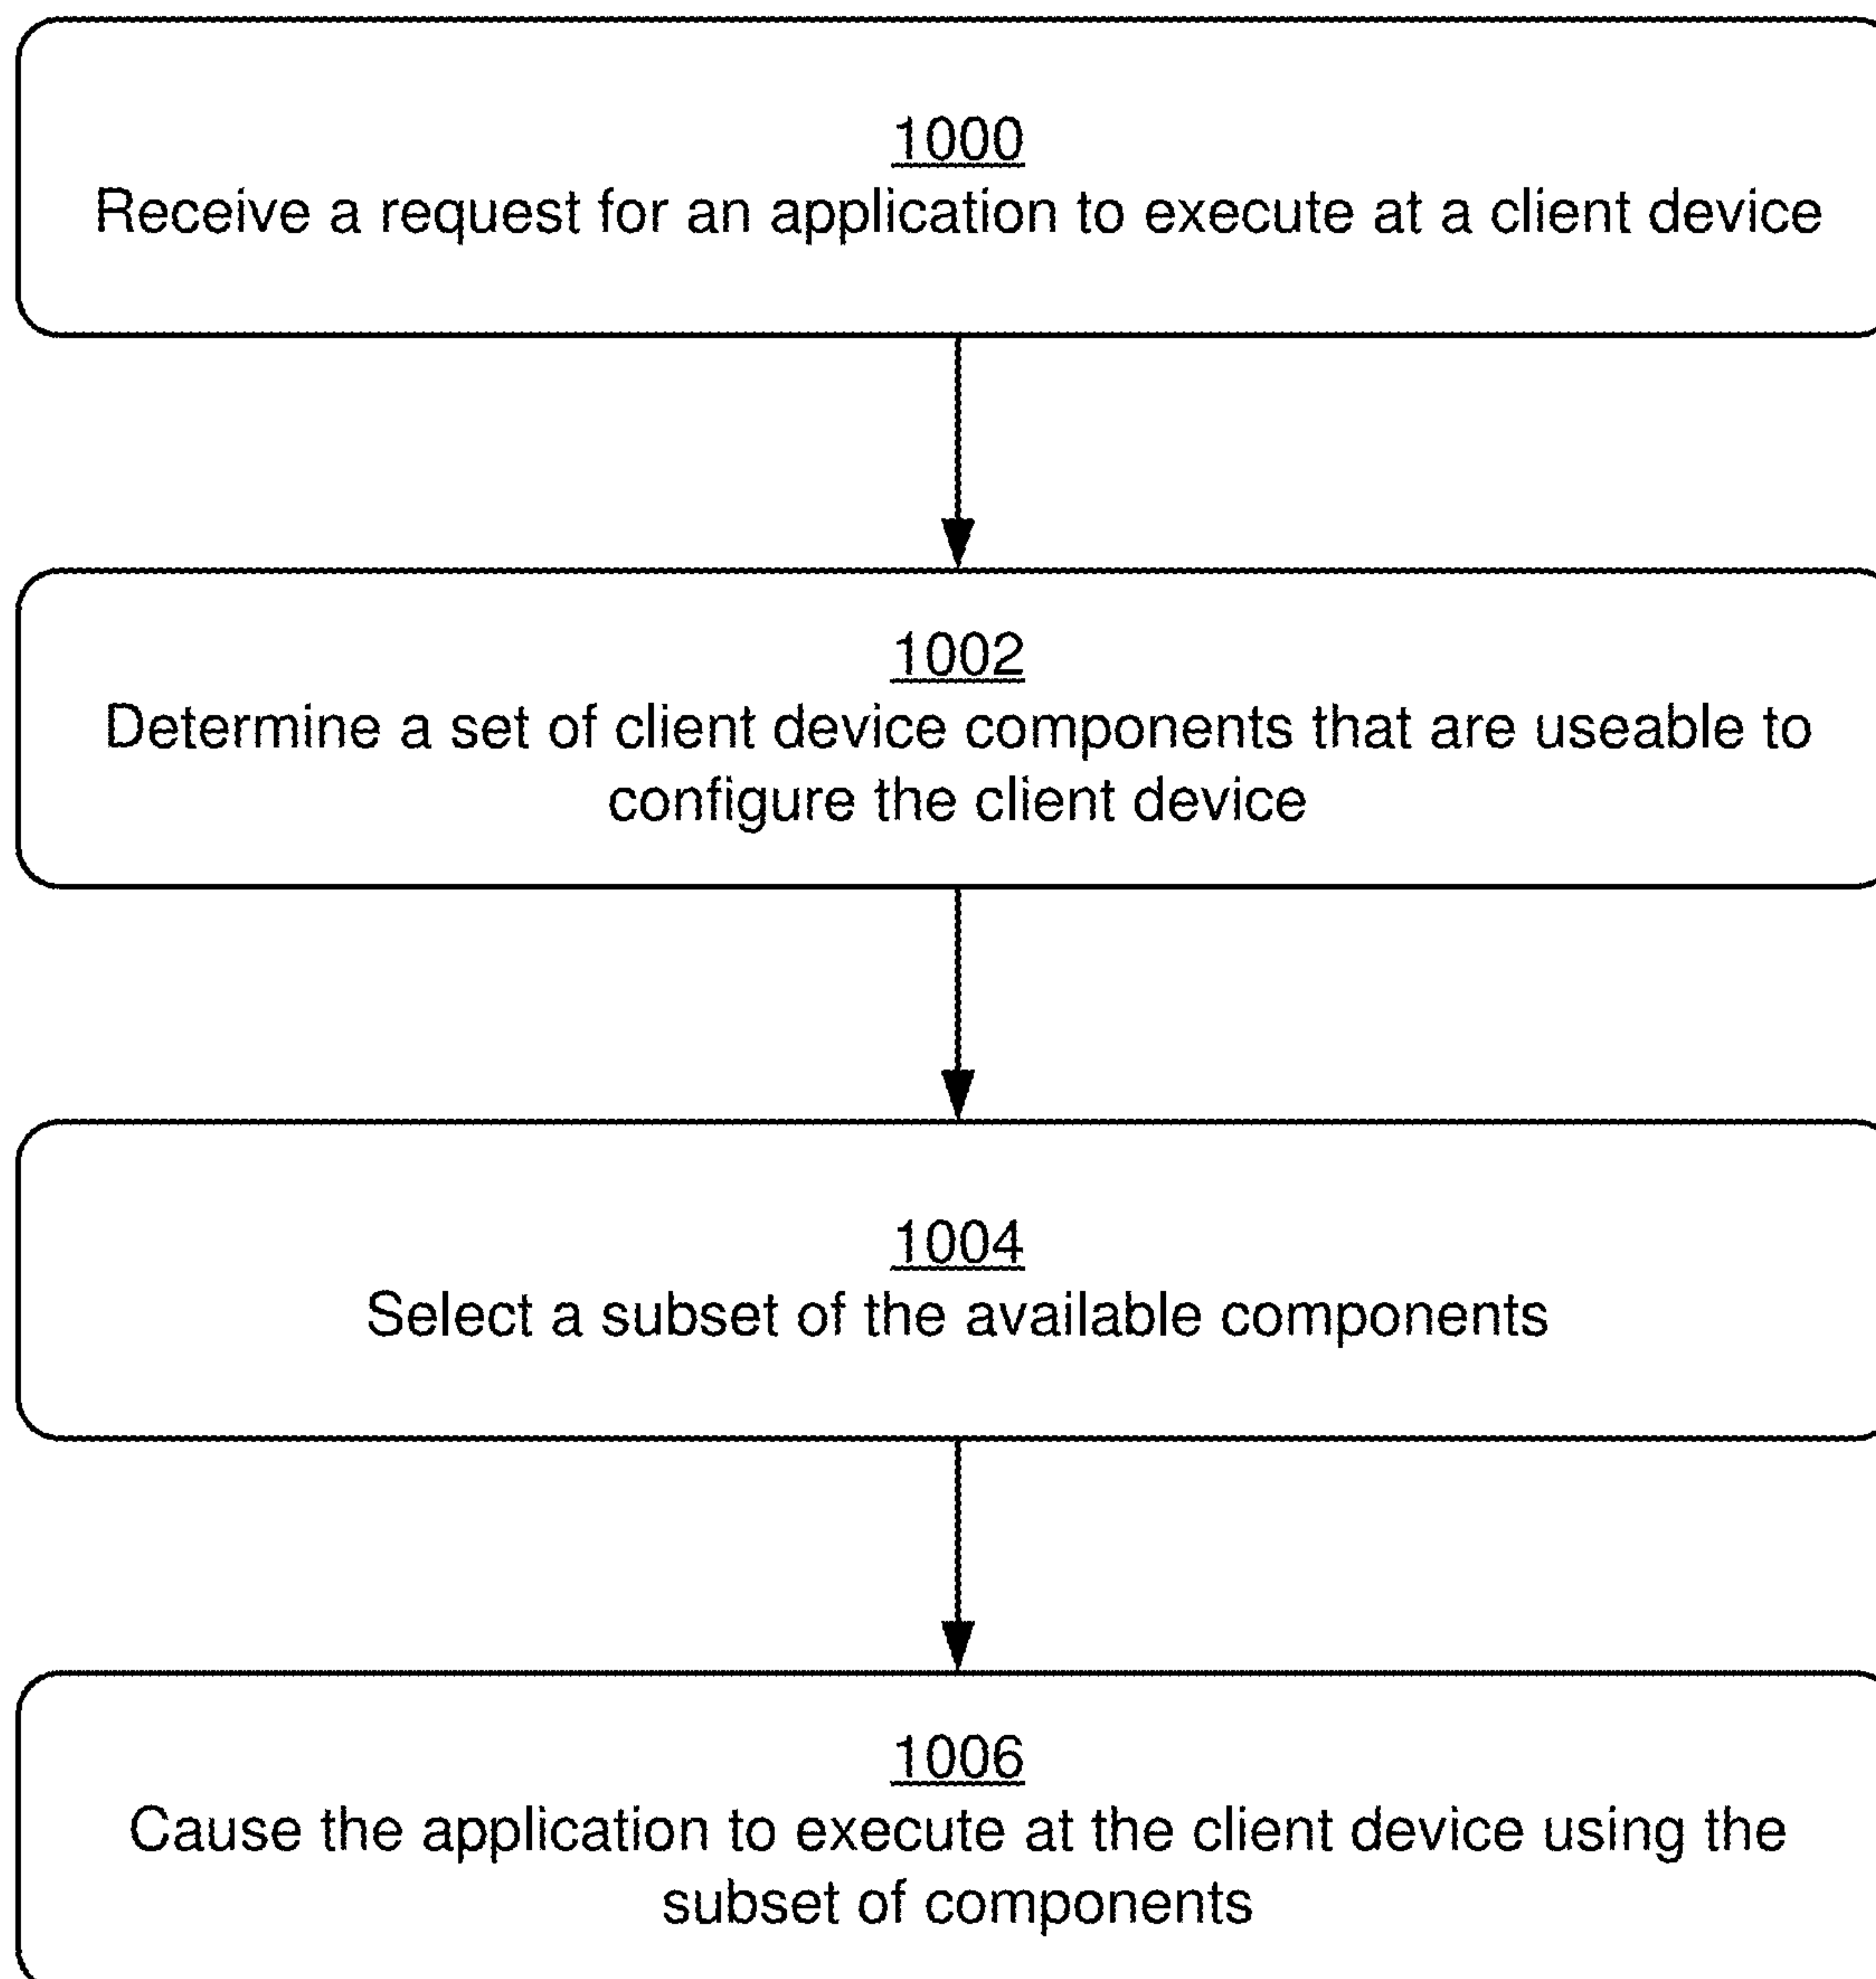 1000
Receive a request for an application to execute at a client device
1002
Determine a set of client device components that are useable to
configure the client device
1004
Select a subset of the available components
1006
Cause the application to execute at the client device using the
subset of components